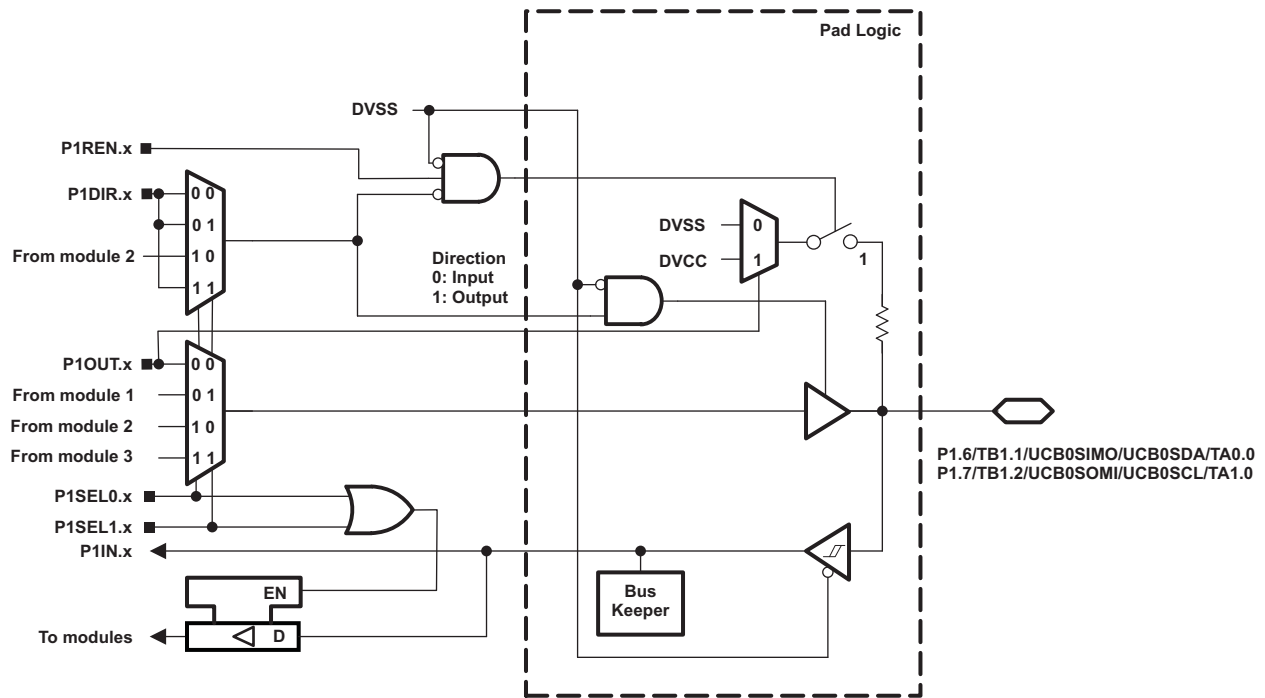 Pad Logic
DVSS
P1REN.x
P1DIR.x
0 0
0 1
From module 2
1 0
1 1
Direction
0: Input
1: Output
DVSS
0
DVCC
1
1
P1OUT.x
0 0
From module 1
0 1
From module 2
1 0
From module 3
1 1
P1.6/TB1.1/UCB0SIMO/UCB0SDA/TA0.0
P1.7/TB1.2/UCB0SOMI/UCB0SCL/TA1.0
P1SEL0.x
P1SEL1.x
P1IN.x
Bus
Keeper
EN
To modules
D